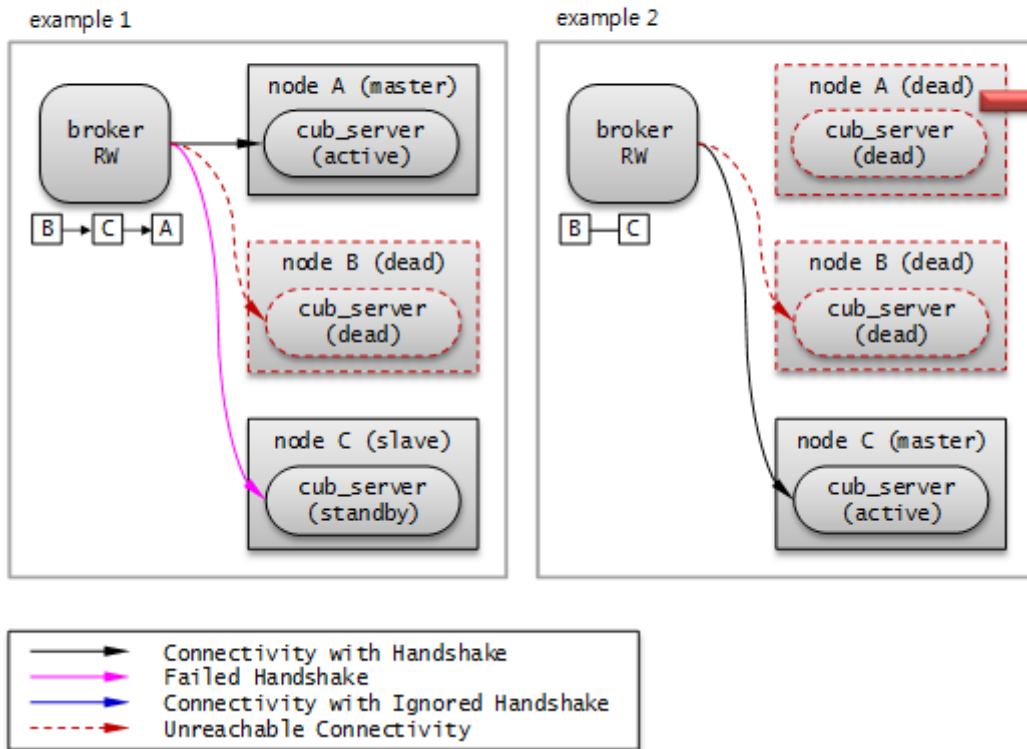 example 1
broker
RW
B C A
node A (master)
cub_server
(active)
node B (dead)
cub_server
(dead)
node C (slave)
cub_server
(standby)
example 2
broker
RW
B C
node A (dead)
cub_server
(dead)
node B (dead)
cub_server
(dead)
node C (master)
cub_server
(active)
Connectivity with Handshake
Failed Handshake
Connectivity with Ignored Handshake
Unreachable Connectivity